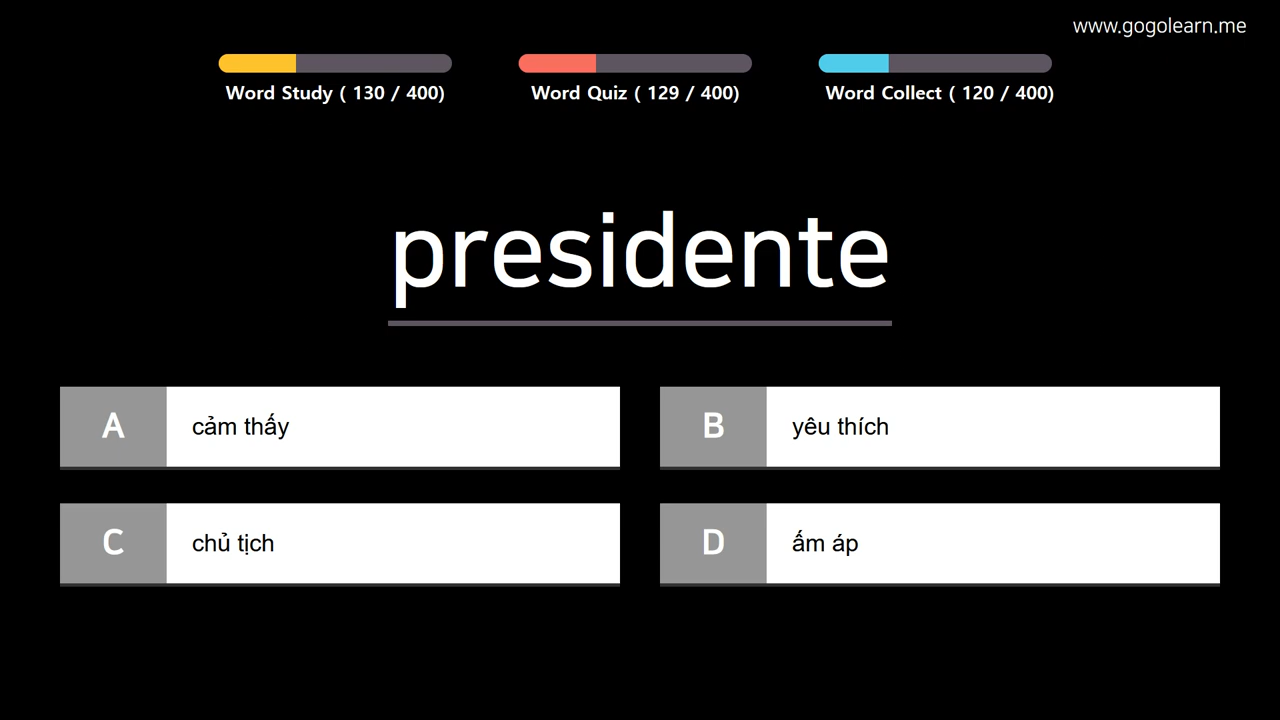 www.gogolearn.me
Word Study ( 130 / 400)
Word Quiz ( 129 / 400)
Word Collect ( 120 / 400)
presidente
A cảm thấy
B yêu thích
C chủ tịch
D ấm áp